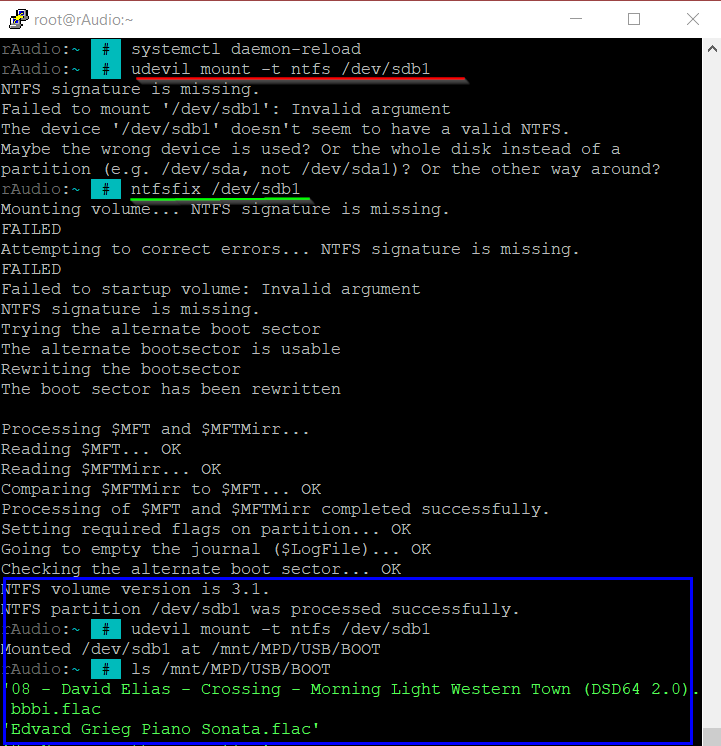 root@rAudio:~
rAudio:~ # systemctl daemon-reload
rAudio:~ # udevil mount -t ntfs /dev/sdb1
NTFS signature is missing.
Failed to mount '/dev/sdb1': Invalid argument
The device '/dev/sdb1' doesn't seem to have a valid NTFS.
Maybe the wrong device is used? Or the whole disk instead of a
partition (e.g. /dev/sda, not /dev/sda1)? Or the other way around?
rAudio:~ # ntfsfix /dev/sdb1
Mounting volume... NTFS signature is missing.
FAILED
Attempting to correct errors... NTFS signature is missing.
FAILED
Failed to startup volume: Invalid argument
NTFS signature is missing.
Trying the alternate boot sector
The alternate bootsector is usable
Rewriting the bootsector
The boot sector has been rewritten
Processing $MFT and $MFTMirr...
Reading $MFT... OK
Reading $MFTMirr... OK
Comparing $MFTMirr to $MFT... OK
Processing of $MFT and $MFTMirr completed successfully.
Setting required flags on partition... OK
Going to empty the journal ($LogFile)... OK
Checking the alternate boot sector... OK
NTFS volume version is 3.1.
NTFS partition /dev/sdb1 was processed successfully.
rAudio:~ # udevil mount -t ntfs /dev/sdb1
Mounted /dev/sdb1 at /mnt/MPD/USB/BOOT
rAudio:~ # ls /mnt/MPD/USB/BOOT
'08 - David Elias - Crossing - Morning Light Western Town (DSD64 2.0).
bbbi.flac
'Edvard Grieg Piano Sonata.flac'